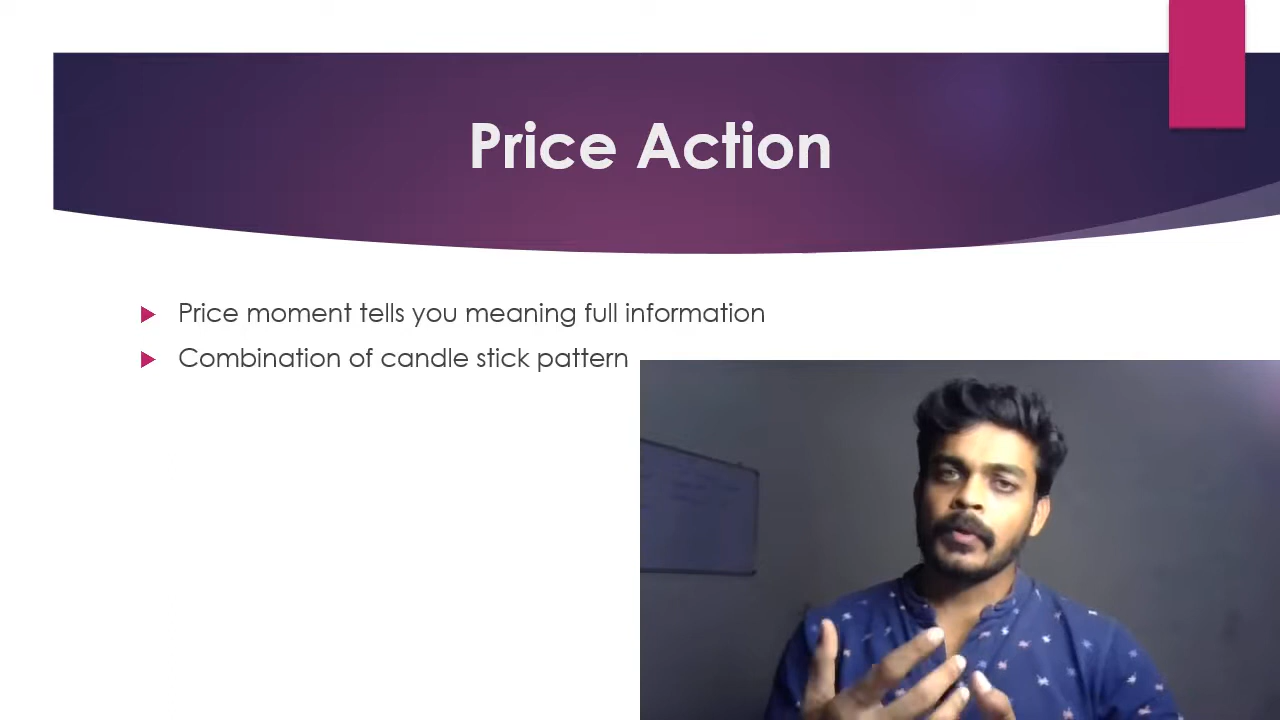 Price Action
Price moment tells you meaning full information
Combination of candle stick pattern